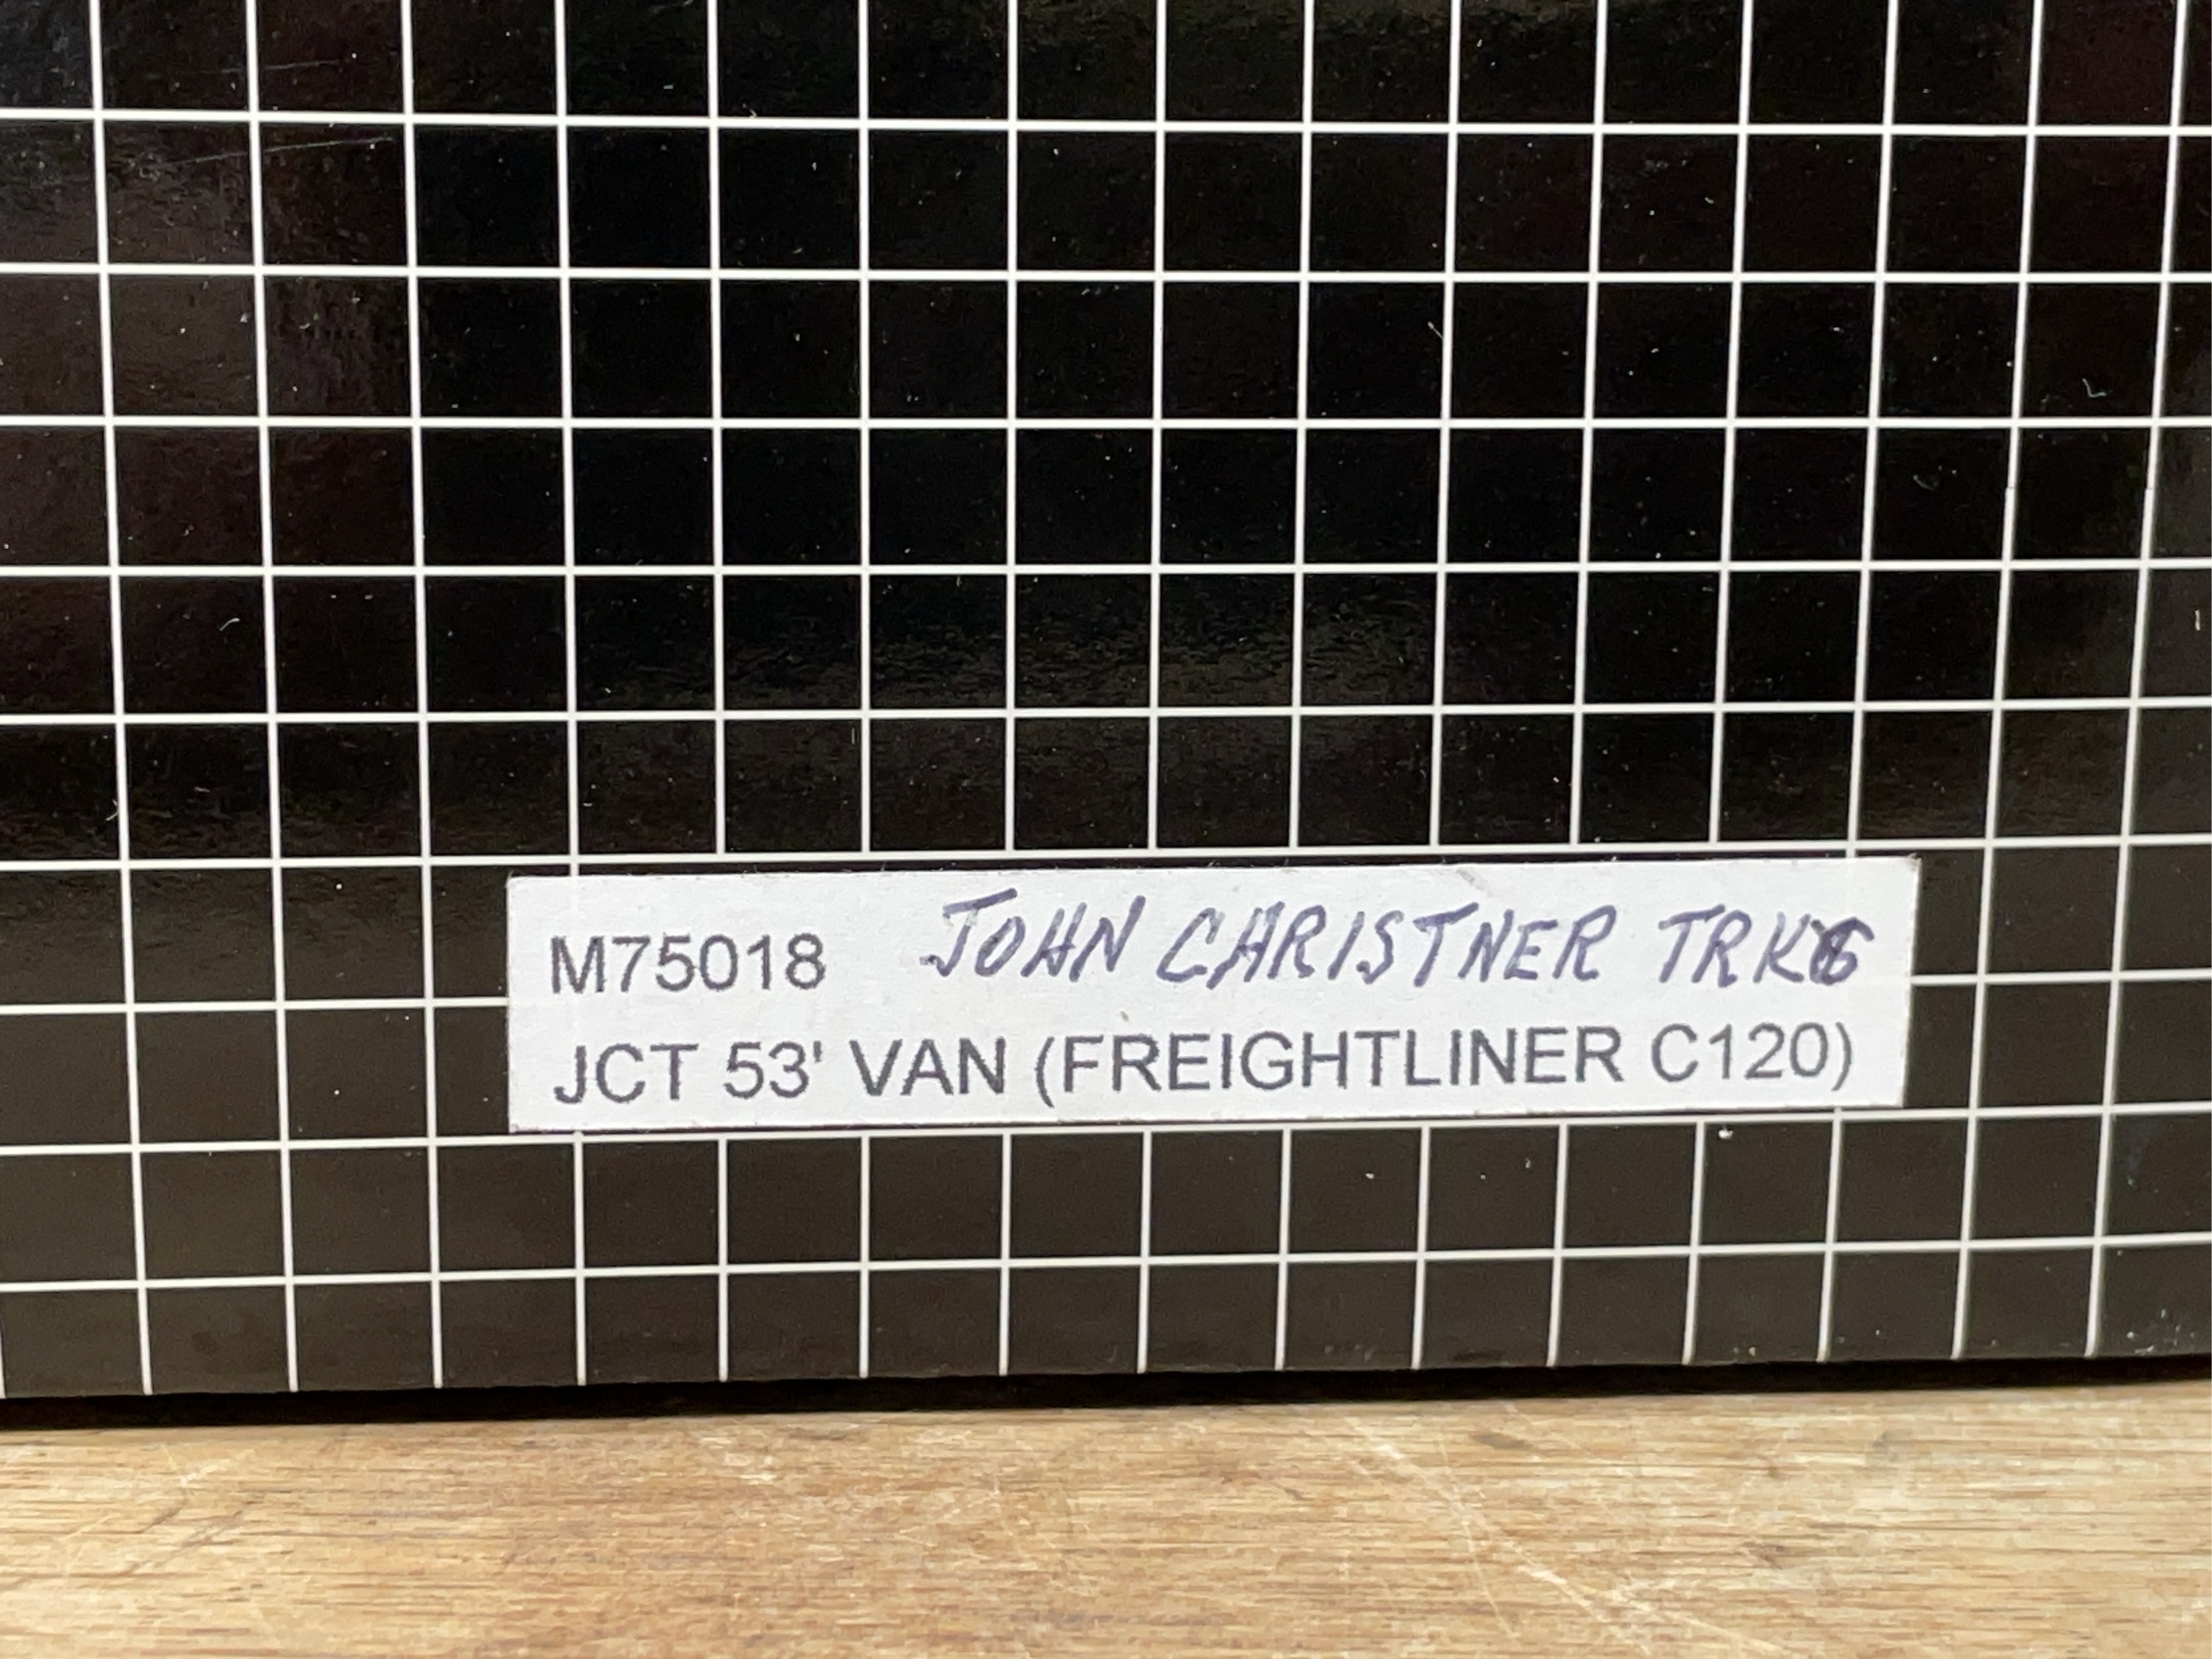 M75018 JOHN CHRISTNER TRKG
JCT 53' VAN (FREIGHTLINER C120)